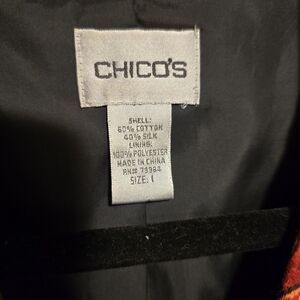 CHICO'S
SHELL:
60% COTTON
40% SILK
LINING:
100% POLYESTER
MADE IN CHINA
RN# 79984
SIZE: 1